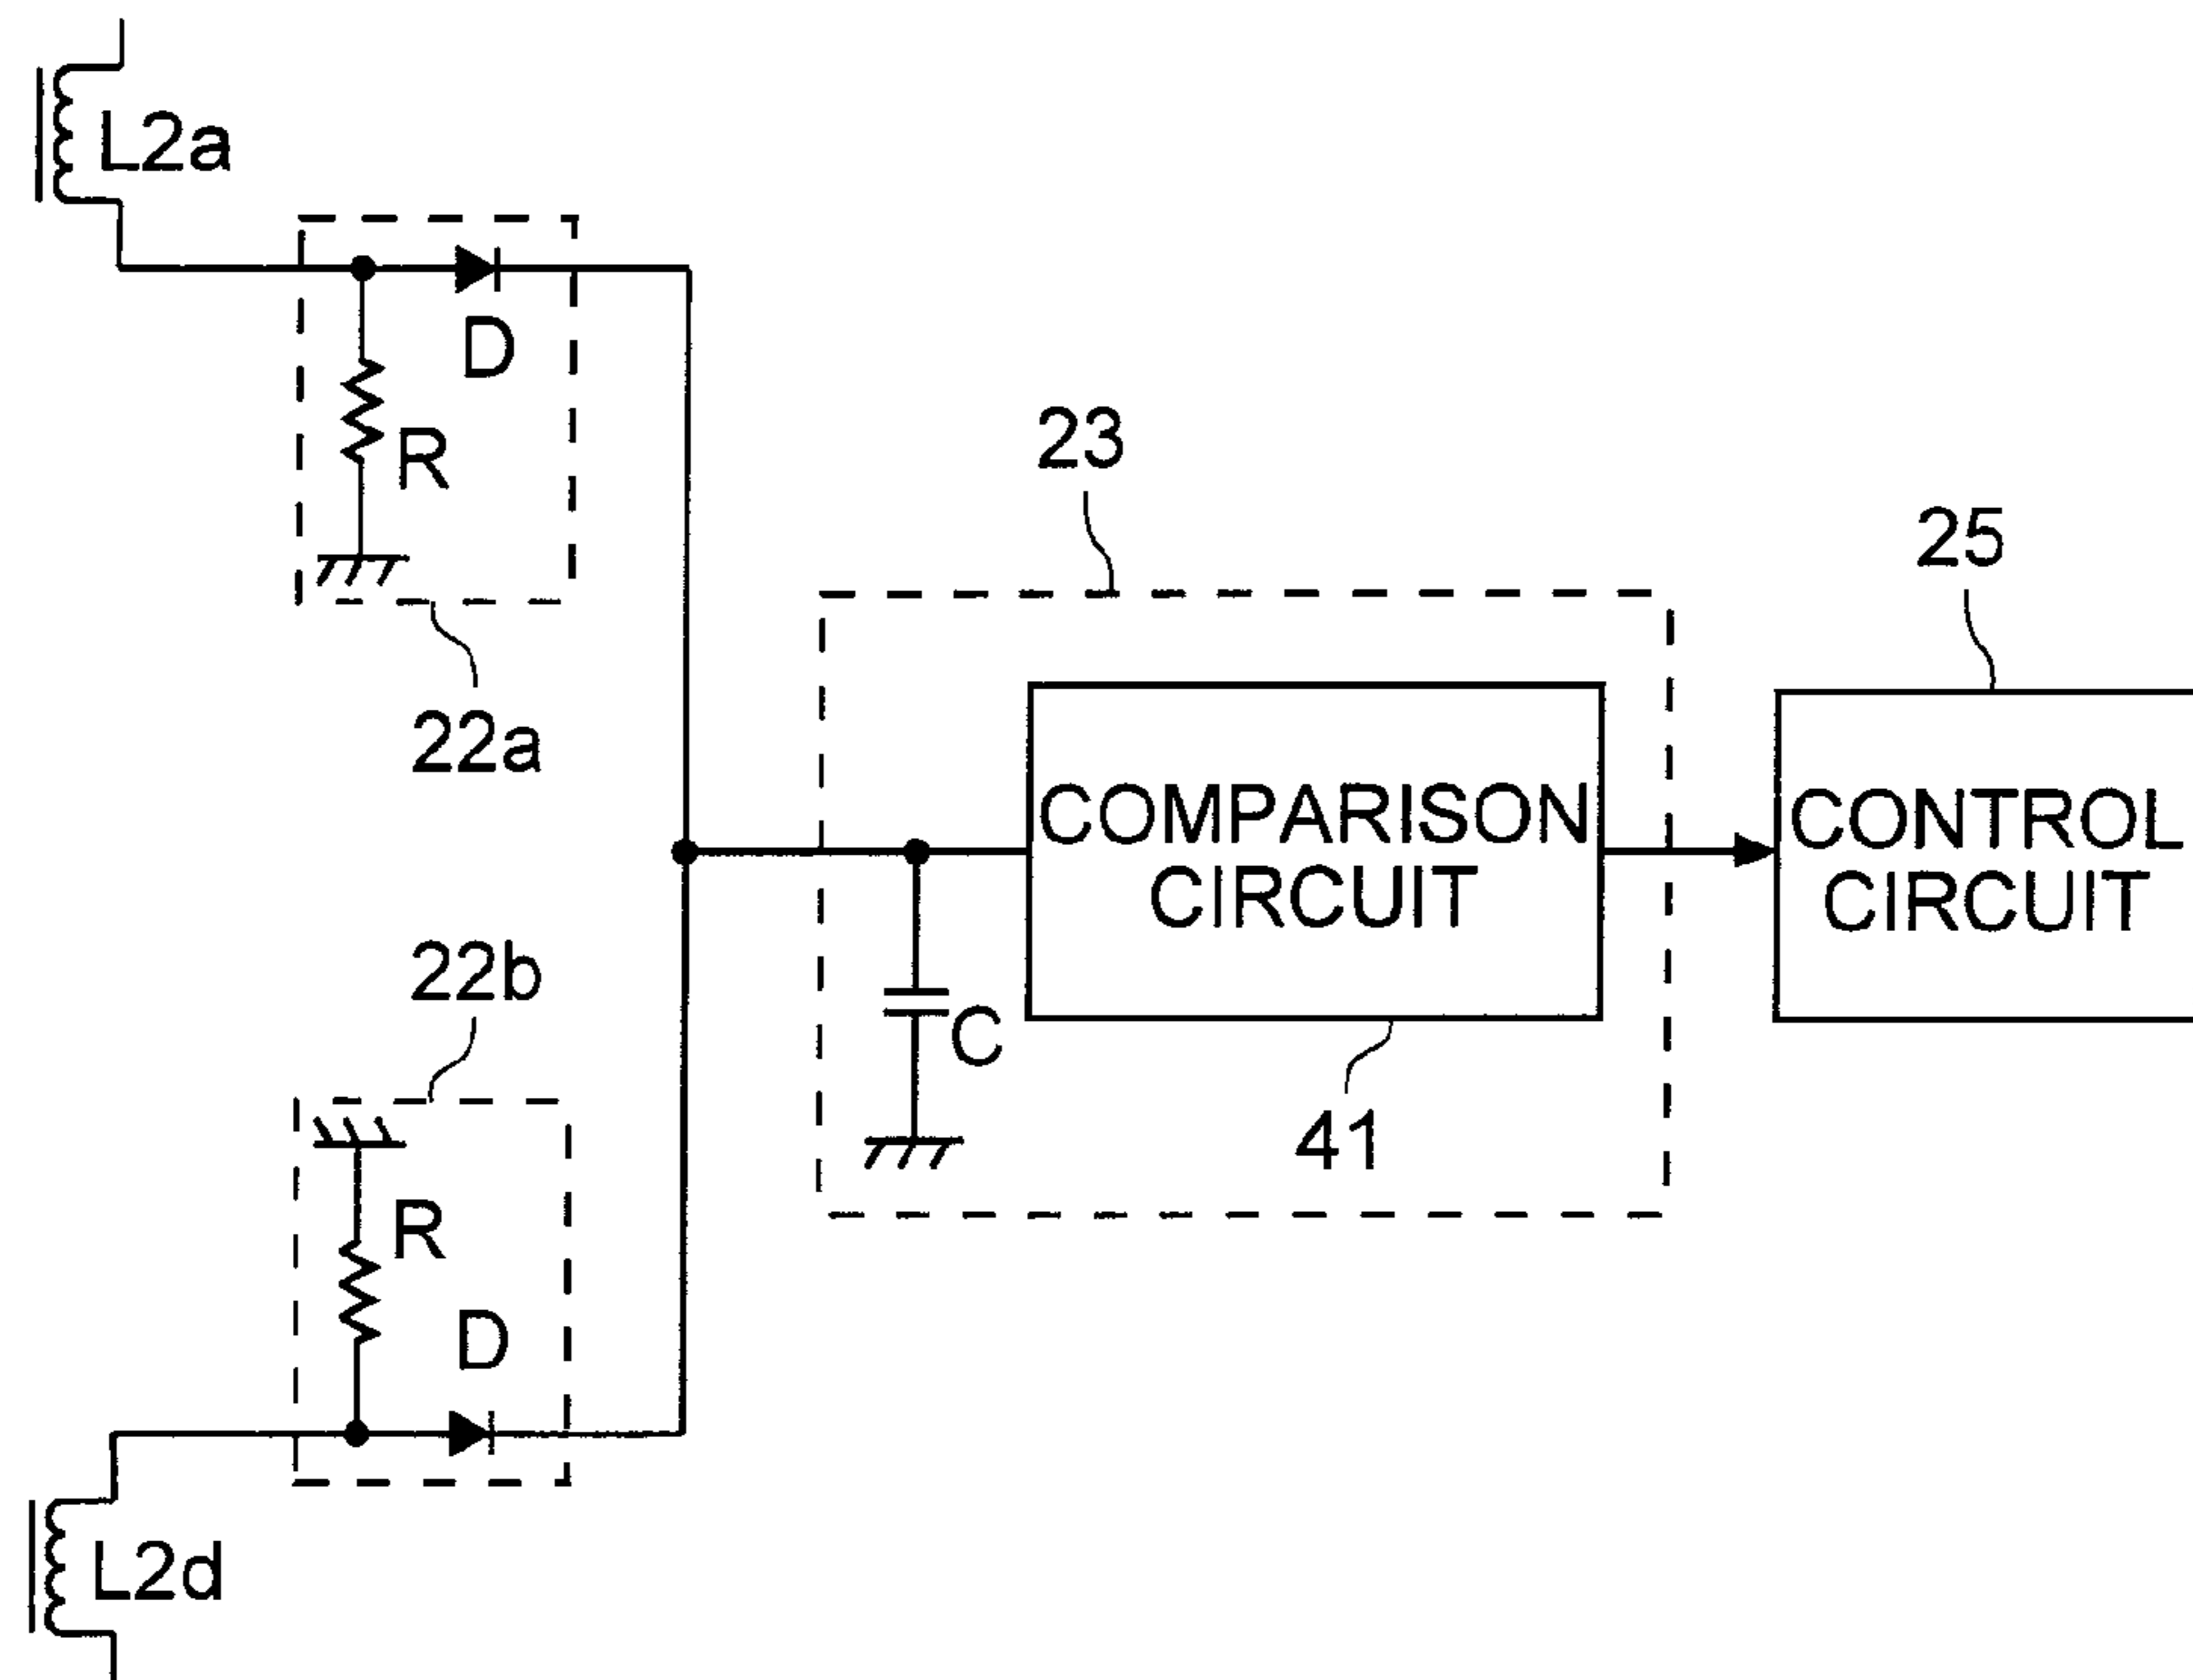 L2a
D
R
22a
23
25
COMPARISON
CIRCUIT
CONTROL
CIRCUIT
22b
C
41
R
D
L2d